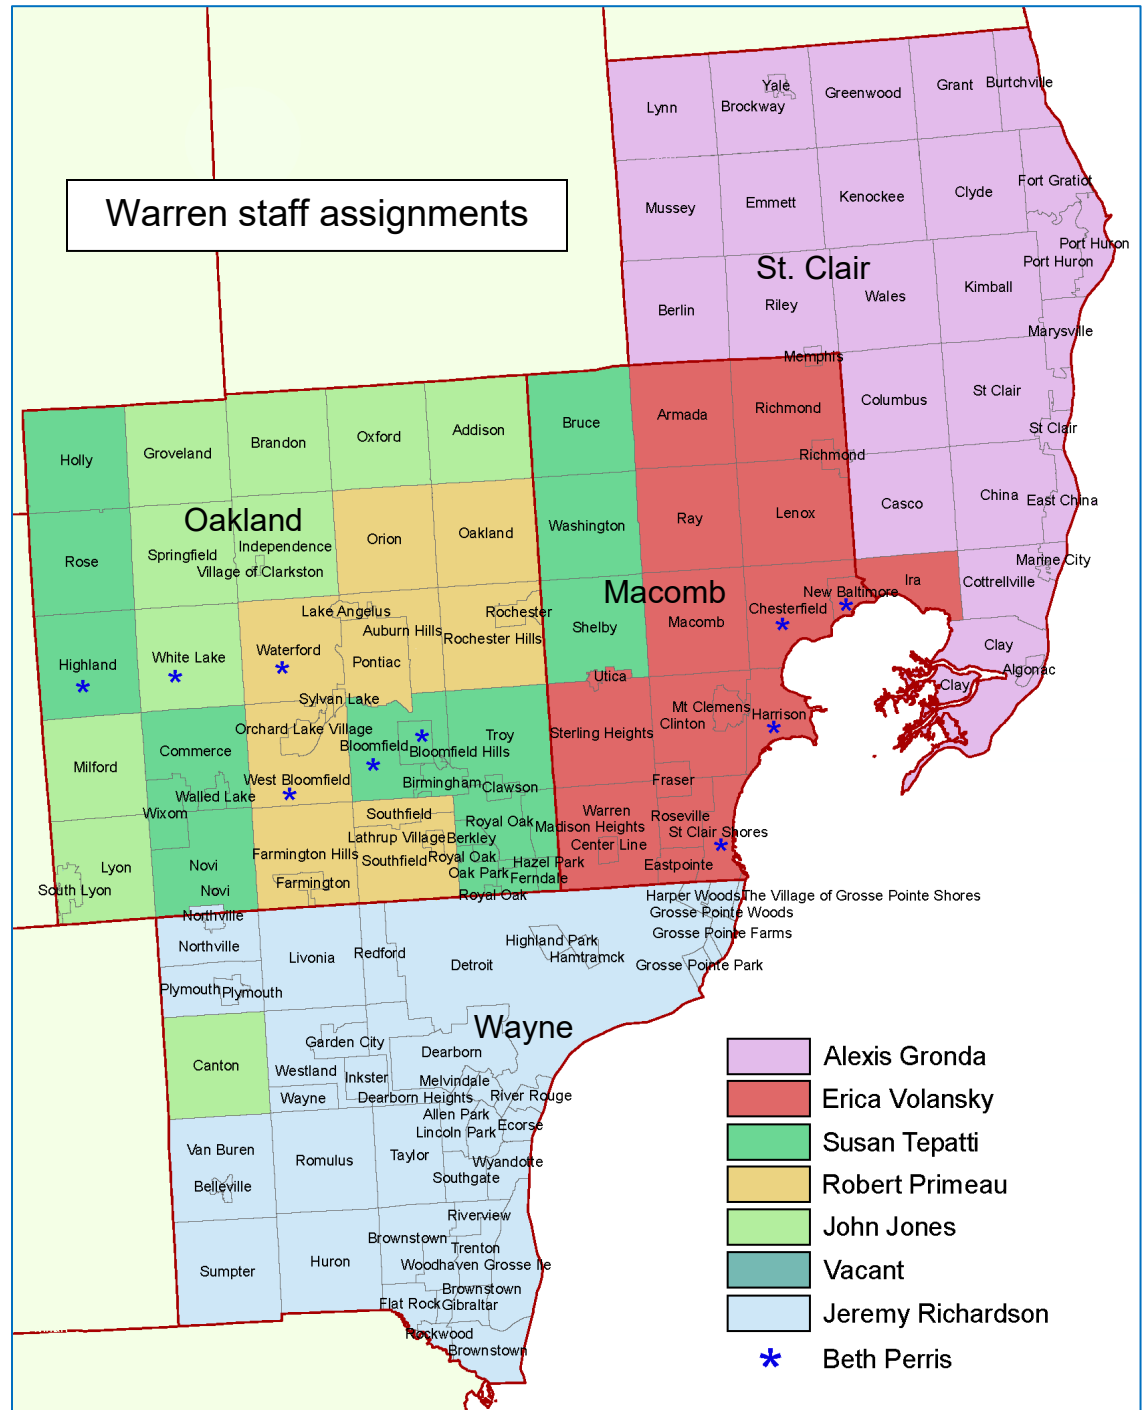 Warren staff assignments
Lynn
Yale
Brockway
Greenwood
Grant
Burtchville
Mussey
Emmett
Kenockee
Clyde
Fort Gratiot
Port Huron
Port Huron
St. Clair
Berlin
Riley
Wales
Kimball
Marysville
Memphis
Columbus
St Clair
St Clair
Casco
China
East China
Marine City
Cottrellville
Ira
Clay
Algonac
Clay
Holly
Groveland
Brandon
Oxford
Addison
Bruce
Armada
Richmond
Richmond
Oakland
Rose
Springfield
Independence
Village of Clarkston
Orion
Oakland
Washington
Ray
Lenox
Macomb
Highland
*
White Lake
*
Waterford
*
Lake Angelus
Auburn Hills
Pontiac
Rochester
Rochester Hills
Shelby
Macomb
Chesterfield
*
New Baltimore
*
Utica
Sylvan Lake
Milford
Commerce
Orchard Lake Village
Bloomfield
*
*
Bloomfield Hills
Troy
Sterling Heights
Mt Clemens
Clinton
Harrison
*
Walled Lake
Wixom
West Bloomfield
*
Birmingham
Clawson
Fraser
Southfield
Royal Oak
Warren
Madison Heights
Roseville
St Clair Shores
*
Lathrup Village
Berkley
Center Line
Lyon
South Lyon
Novi
Novi
Farmington Hills
Farmington
Southfield
Royal Oak
Oak Park
Hazel Park
Ferndale
Royal Oak
Eastpointe
Northville
Northville
Livonia
Redford
Detroit
Highland Park
Hamtramck
Harper Woods
The Village of Grosse Pointe Shores
Grosse Pointe Woods
Grosse Pointe Farms
Grosse Pointe Park
Plymouth
Plymouth
Wayne
Canton
Garden City
Westland
Inkster
Wayne
Dearborn
Dearborn Heights
Melvindale
River Rouge
Allen Park
Lincoln Park
Ecorse
Van Buren
Belleville
Romulus
Taylor
Wyandotte
Southgate
Sumpter
Huron
Riverview
Brownstown
Trenton
Woodhaven
Grosse Ile
Brownstown
Flat Rock
Gibraltar
Rockwood
Brownstown
Alexis Gronda
Erica Volansky
Susan Tepatti
Robert Primeau
John Jones
Vacant
Jeremy Richardson
* Beth Perris